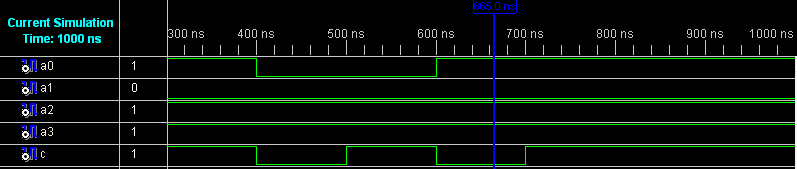 665.0 ns
Current Simulation
Time: 1000 ns
300 ns 400 ns 500 ns 600 ns 700 ns 800 ns 900 ns 1000 ns
a0 1
a1 0
a2 1
a3 1
c 1